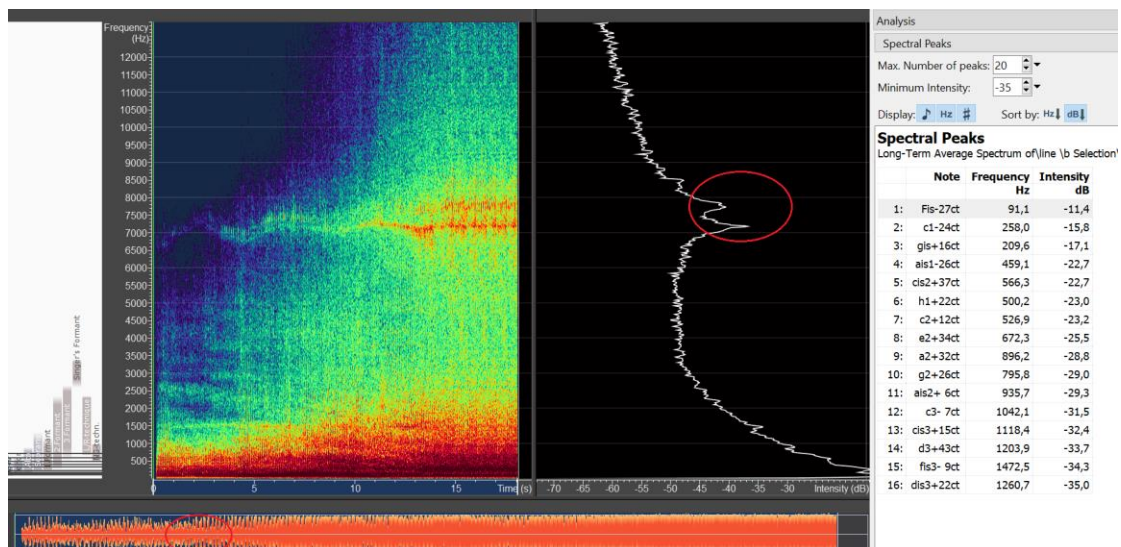 Frequency
(Hz)
12000
11500
11000
10500
10000
9500
9000
8500
8000
7500
7000
6500
6000
5500
5000
4500
4000
3500
3000
2500
2000
1500
1000
500
Singer's Formant
0 5 10 15 Time (s)
-70 -65 -60 -55 -50 -45 -40 -35 -30 Intensity (dB)
Analysis
Spectral Peaks
Max. Number of peaks: 20
Minimum Intensity: -35
Display: ♪ Hz # Sort by: Hz dB
Spectral Peaks
Long-Term Average Spectrum of\line \b Selection'
Note Frequency Intensity
Hz dB
1: Fis-27ct 91,1 -11,4
2: c1-24ct 258,0 -15,8
3: gis+16ct 209,6 -17,1
4: ais1-26ct 459,1 -22,7
5: cis2+37ct 566,3 -22,7
6: h1+22ct 500,2 -23,0
7: c2+12ct 526,9 -23,2
8: e2+34ct 672,3 -25,5
9: a2+32ct 896,2 -28,8
10: g2+26ct 795,8 -29,0
11: ais2+ 6ct 935,7 -29,3
12: c3- 7ct 1042,1 -31,5
13: cis3+15ct 1118,4 -32,4
14: d3+43ct 1203,9 -33,7
15: fis3- 9ct 1472,5 -34,3
16: dis3+22ct 1260,7 -35,0